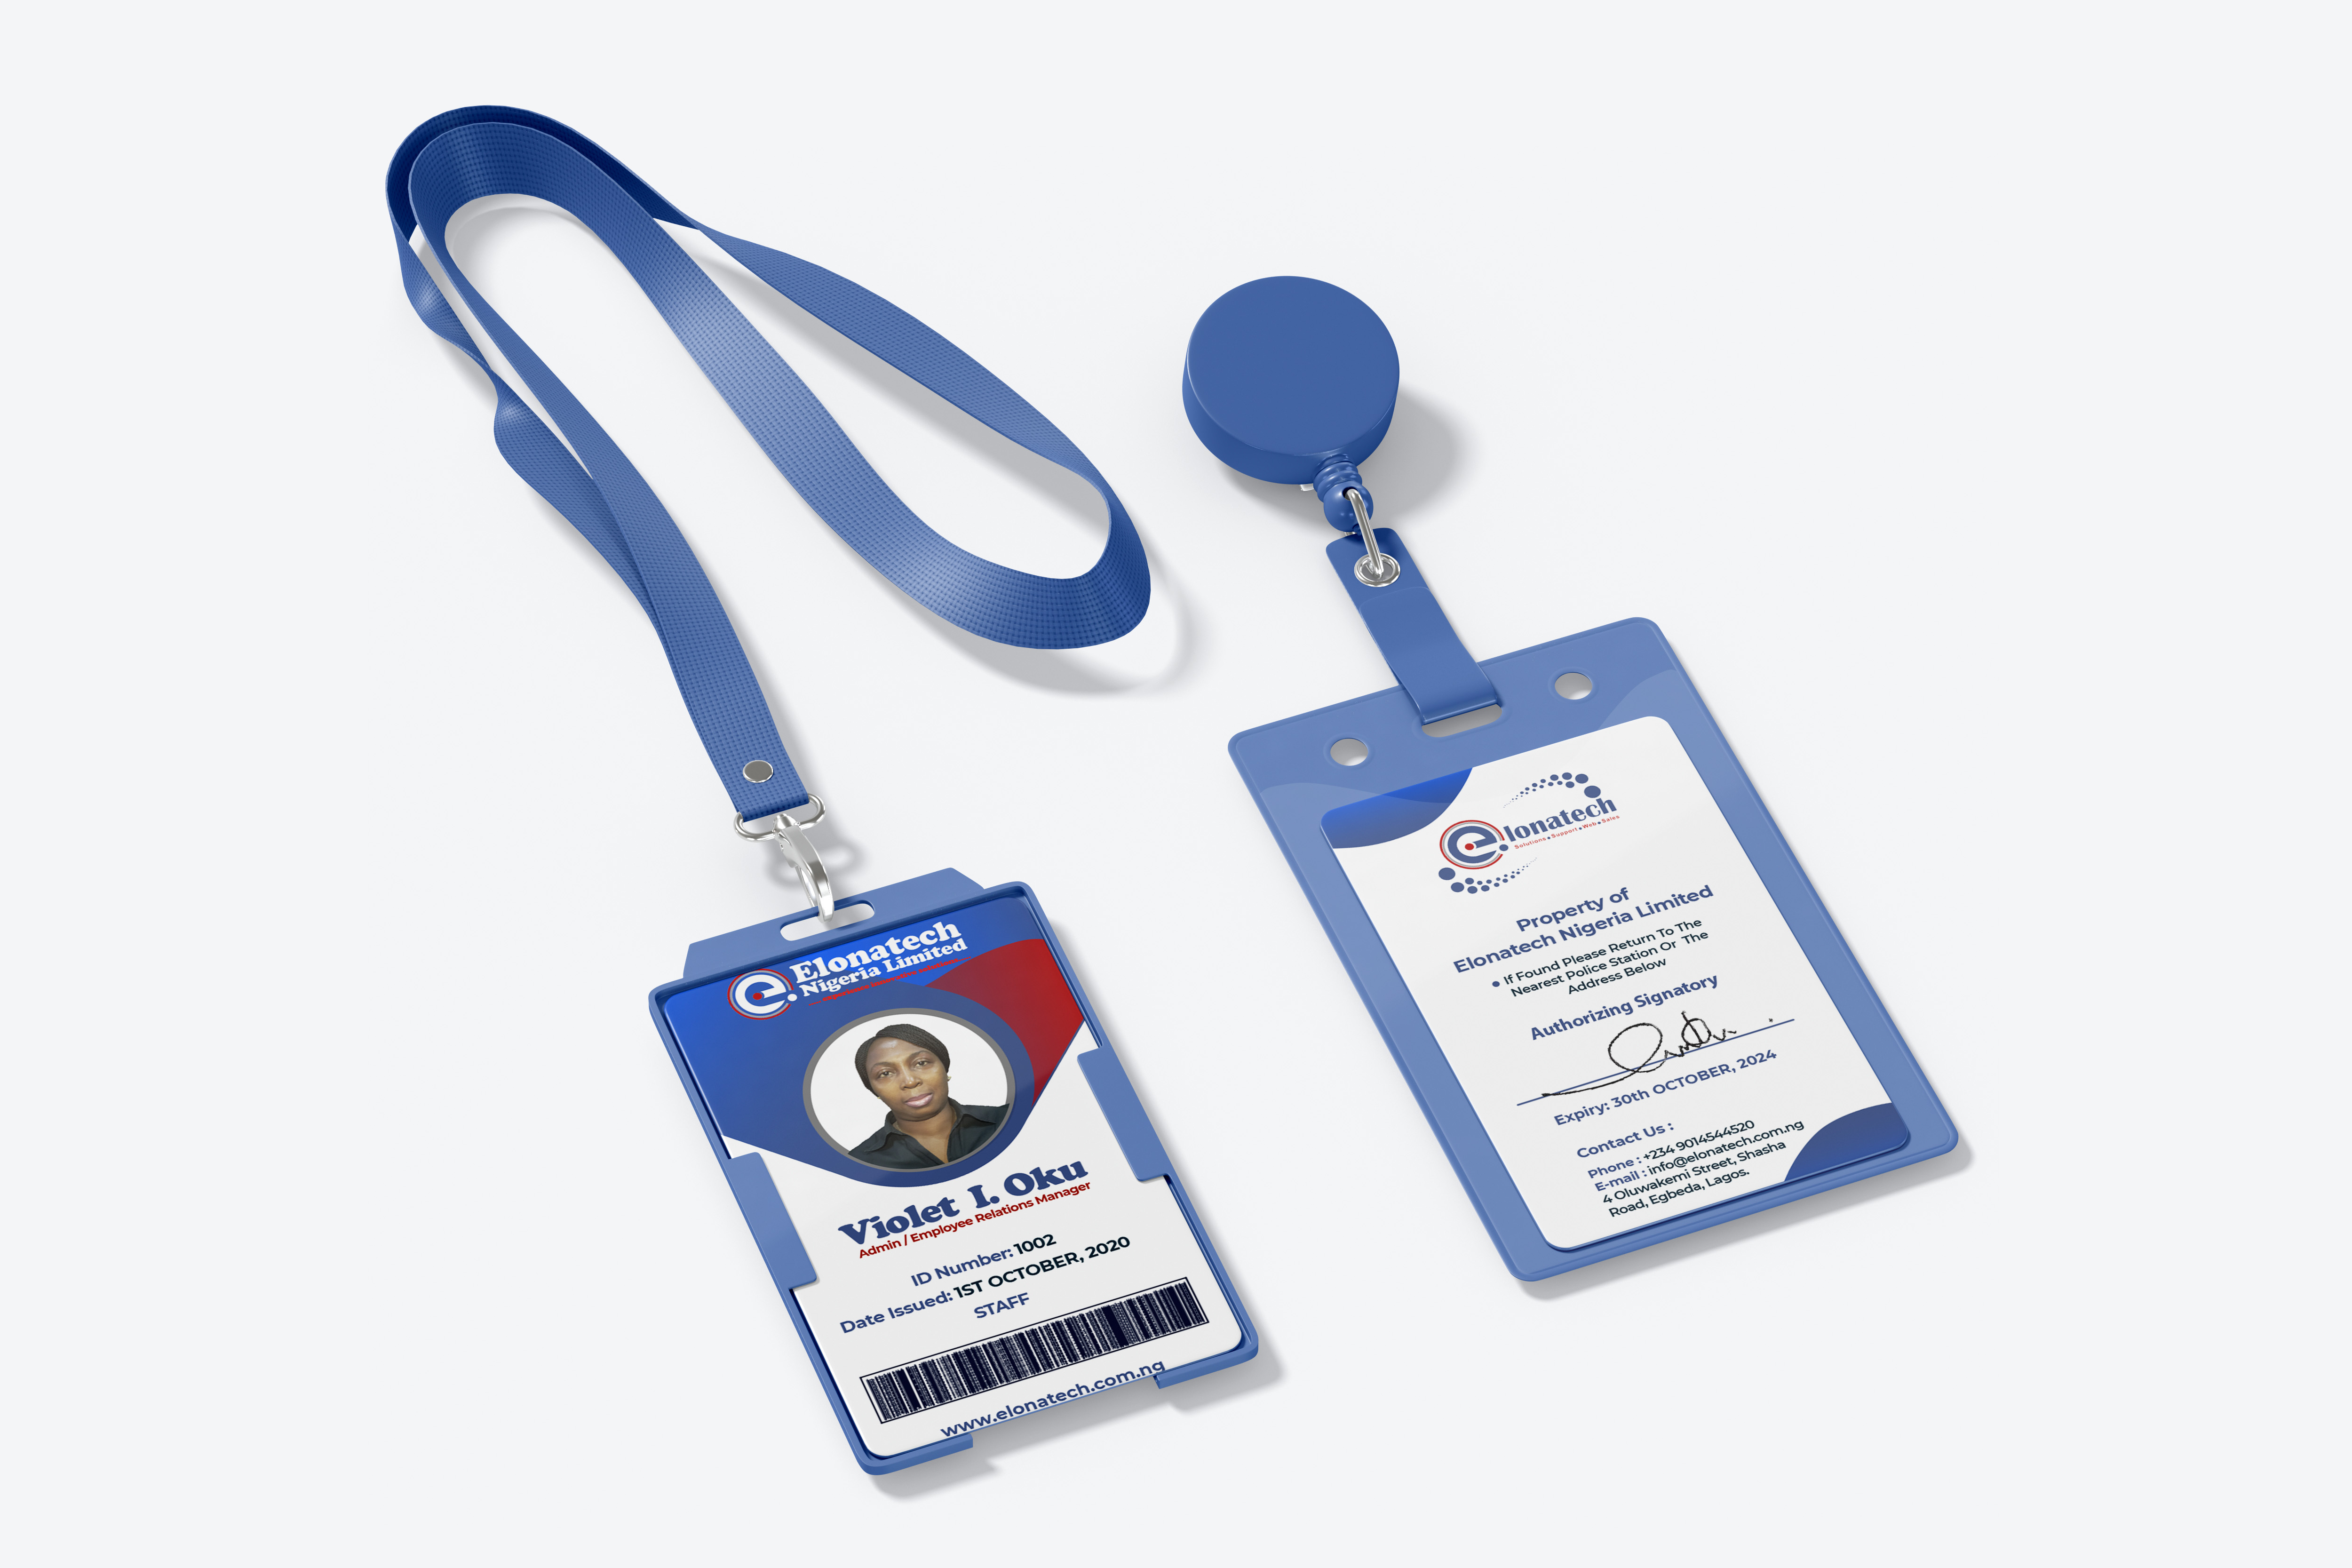 Elonatech
Nigeria Limited
e.
Violet I. Oku
Admin / Employee Relations Manager
ID Number: 1002
Date Issued: 1ST OCTOBER, 2020
STAFF
www.elonatech.com.ng
elonatech
Solutions • Support • Web • Sales
Property of
Elonatech Nigeria Limited
• If Found Please Return To The
Nearest Police Station Or The
Address Below
Authorizing Signatory
Expiry: 30th OCTOBER, 2024
Contact Us :
Phone : +234 9014544520
E-mail : info@elonatech.com.ng
4 Oluwakemi Street, Shasha
Road, Egbeda, Lagos.